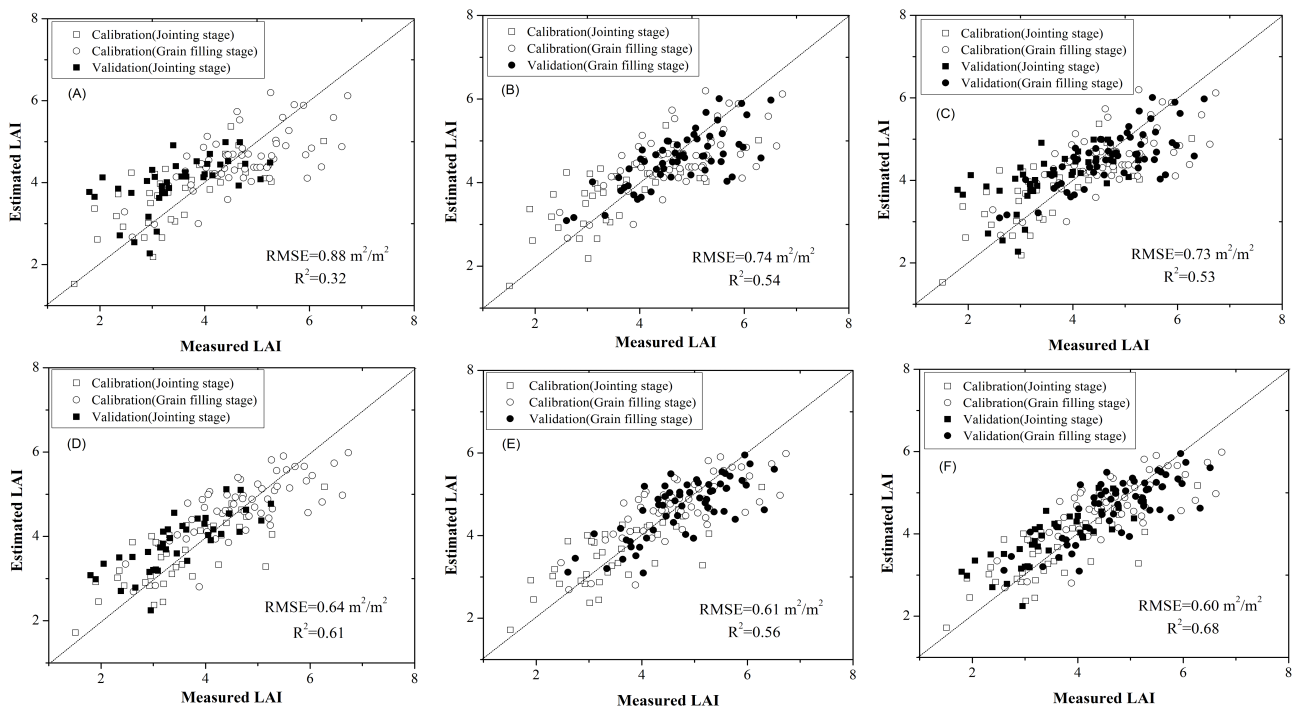 8
6
4
2
Estimated LAI
Calibration(Jointing stage)
Calibration(Grain filling stage)
Validation(Jointing stage)
(A)
RMSE=0.88 m²/m²
R²=0.32
2 4 6 8
Measured LAI
8
6
4
2
Estimated LAI
Calibration(Jointing stage)
Calibration(Grain filling stage)
Validation(Grain filling stage)
(B)
RMSE=0.74 m²/m²
R²=0.54
2 4 6 8
Measured LAI
8
6
4
2
Estimated LAI
Calibration(Jointing stage)
Calibration(Grain filling stage)
Validation(Jointing stage)
Validation(Grain filling stage)
(C)
RMSE=0.73 m²/m²
R²=0.53
2 4 6 8
Measured LAI
8
6
4
2
Estimated LAI
Calibration(Jointing stage)
Calibration(Grain filling stage)
Validation(Jointing stage)
(D)
RMSE=0.64 m²/m²
R²=0.61
2 4 6 8
Measured LAI
8
6
4
2
Estimated LAI
Calibration(Jointing stage)
Calibration(Grain filling stage)
Validation(Grain filling stage)
(E)
RMSE=0.61 m²/m²
R²=0.56
2 4 6 8
Measured LAI
8
6
4
2
Estimated LAI
Calibration(Jointing stage)
Calibration(Grain filling stage)
Validation(Jointing stage)
Validation(Grain filling stage)
(F)
RMSE=0.60 m²/m²
R²=0.68
2 4 6 8
Measured LAI